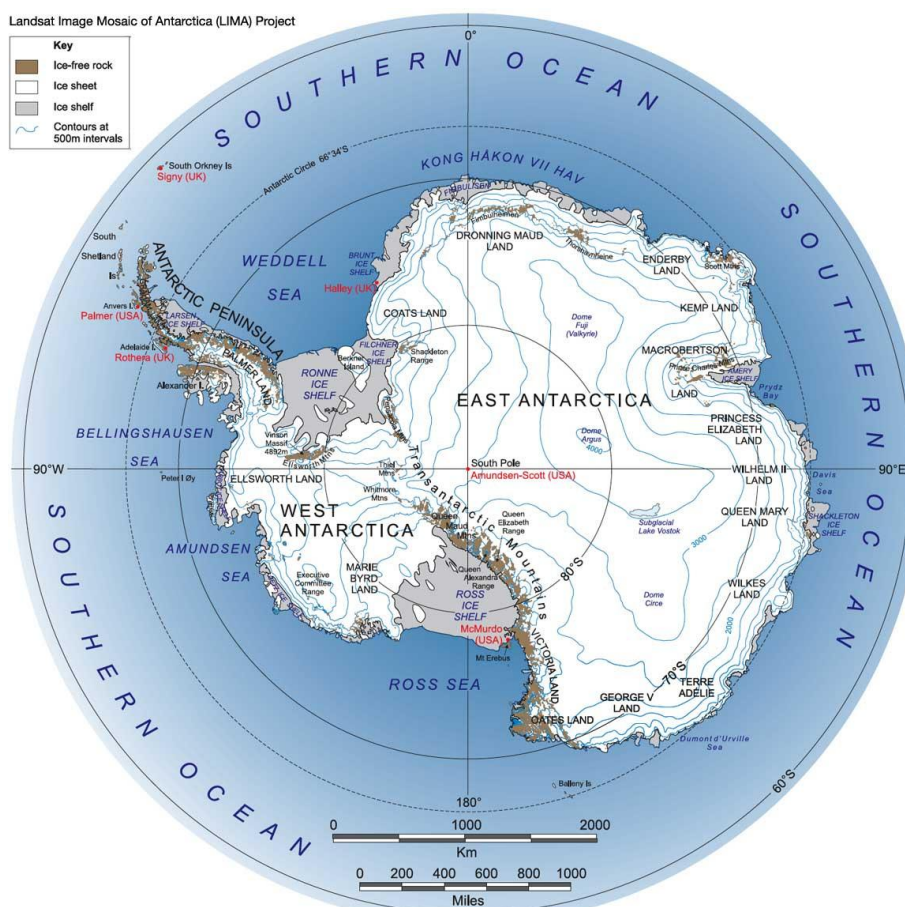 Landsat Image Mosaic of Antarctica (LIMA) Project
Key
Ice-free rock
Ice sheet
Ice shelf
Contours at
500m intervals
0°
SOUTHERN OCEAN
Antarctic Circle 66°34'S
South Orkney Is
Signy (UK)
KONG HÅKON VII HAV
FIMBULISEN
Fimbulheimen
DRONNING MAUD
LAND
Thorshavnheiane
SOUTHERN OCEAN
South
Shetland
Is
ANTARCTIC PENINSULA
WEDDELL
SEA
BRUNT
ICE
SHELF
Halley (UK)
ENDERBY
LAND
Scott Mtns
KEMP LAND
Anvers I.
Palmer (USA)
LARSEN
ICE SHELF
COATS LAND
Dome
Fuji
(Valkyrie)
Adelaide I.
Rothera (UK)
PALMER LAND
Alexander I.
Berkner
Island
FILCHNER
ICE
SHELF
Shackleton
Range
RONNE
ICE
SHELF
MACROBERTSON
Prince Charles Mtns
LAND
AMERY
ICE SHELF
Prydz
Bay
EAST ANTARCTICA
PRINCESS
ELIZABETH
LAND
BELLINGSHAUSEN
SEA
Vinson
Massif
4892m
Ellsworth Mtns
Dome
Argus
4000
90°W
Peter I Øy
ELLSWORTH LAND
Thiel
Mtns
South Pole
Amundsen-Scott (USA)
WILHELM II
LAND
90°E
Davis
Sea
Transantarctic Mountains
Whitmore
Mtns
WEST
ANTARCTICA
Queen
Maud
Mtns
Queen
Elizabeth
Range
Subglacial
Lake Vostok
QUEEN MARY
LAND
SHACKLETON
ICE
SHELF
AMUNDSEN
SEA
3000
Executive
Committee
Range
MARIE
BYRD
LAND
Queen
Alexandra
Range
80°S
ROSS
ICE
SHELF
Dome
Circe
WILKES
LAND
2000
McMurdo
(USA)
Mt Erebus
VICTORIA LAND
ROSS SEA
70°S
TERRE
ADÉLIE
GEORGE V
LAND
OATES LAND
Dumont d'Urville
Sea
SOUTHERN OCEAN
Balleny Is
60°S
180°
0 1000 2000
Km
0 200 400 600 800 1000
Miles